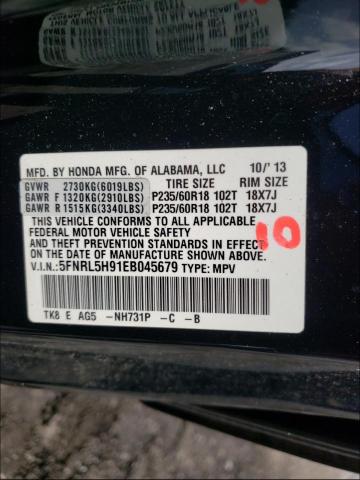 MFD. BY HONDA MFG. OF ALABAMA, LLC 10/'13
GVWR 2730KG(6019LBS) TIRE SIZE RIM SIZE
GAWR F 1320KG(2910LBS) P235/60R18 102T 18X7J
GAWR R 1515KG(3340LBS) P235/60R18 102T 18X7J
THIS VEHICLE CONFORMS TO ALL APPLICABLE
FEDERAL MOTOR VEHICLE SAFETY
AND THEFT PREVENTION STANDARDS IN EFFECT
ON THE DATE OF MANUFACTURE SHOWN ABOVE.
10
V.I.N.:5FNRL5H91EB045679 TYPE: MPV
TK8 E AG5 -NH731P -C -B